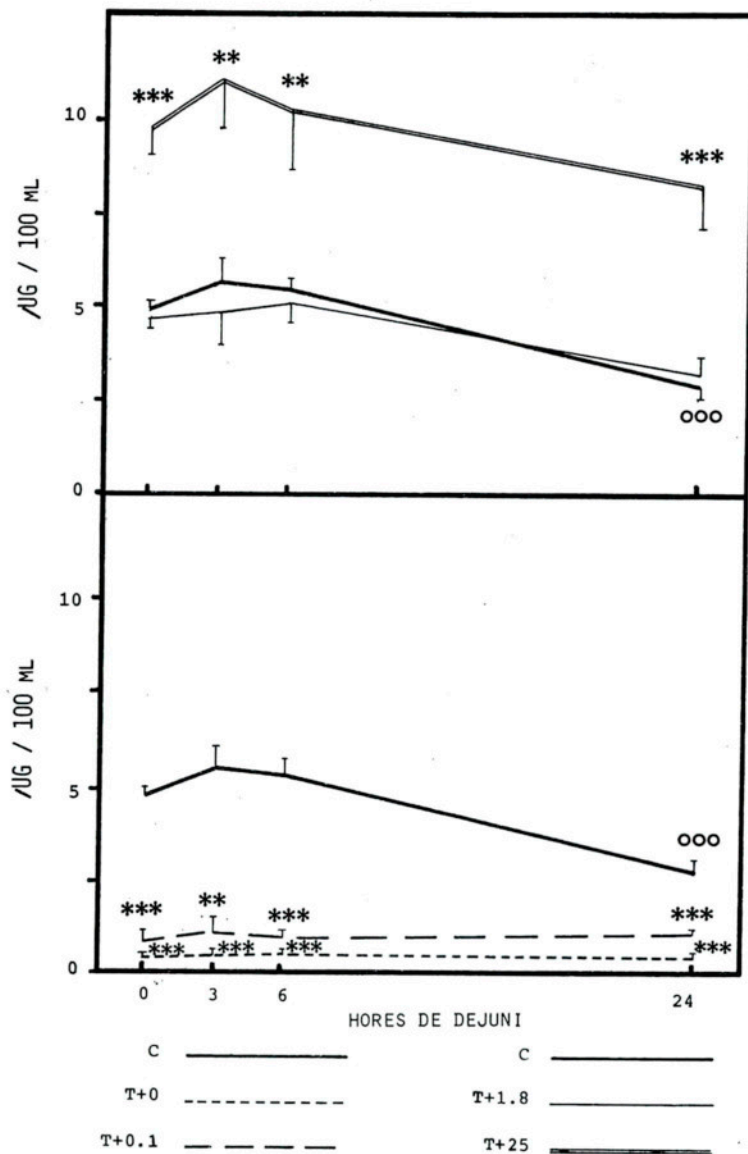 *** ** **
10
***
/UG / 100 ML
5
ooo
0
10
/UG / 100 ML
5
ooo
*** ** *** ***
*** *** *** ***
0
0 3 6 24
HORES DE DEJUNI
C C
T+0 T+1.8
T+0.1 T+25